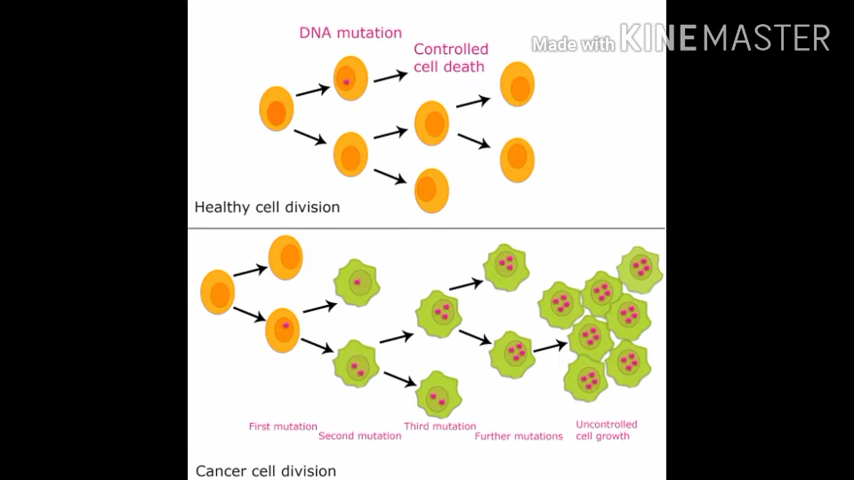 DNA mutation
Controlled
cell death
Made with KINEMASTER
Healthy cell division
First mutation
Second mutation
Third mutation
Further mutations
Uncontrolled
cell growth
Cancer cell division